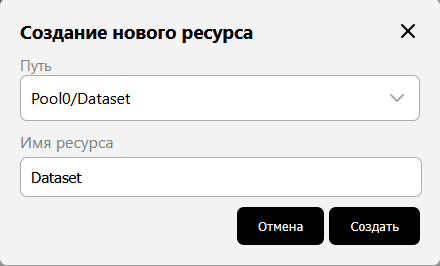 Создание нового ресурса
Путь
Pool0/Dataset
Имя ресурса
Dataset
Отмена
Создать